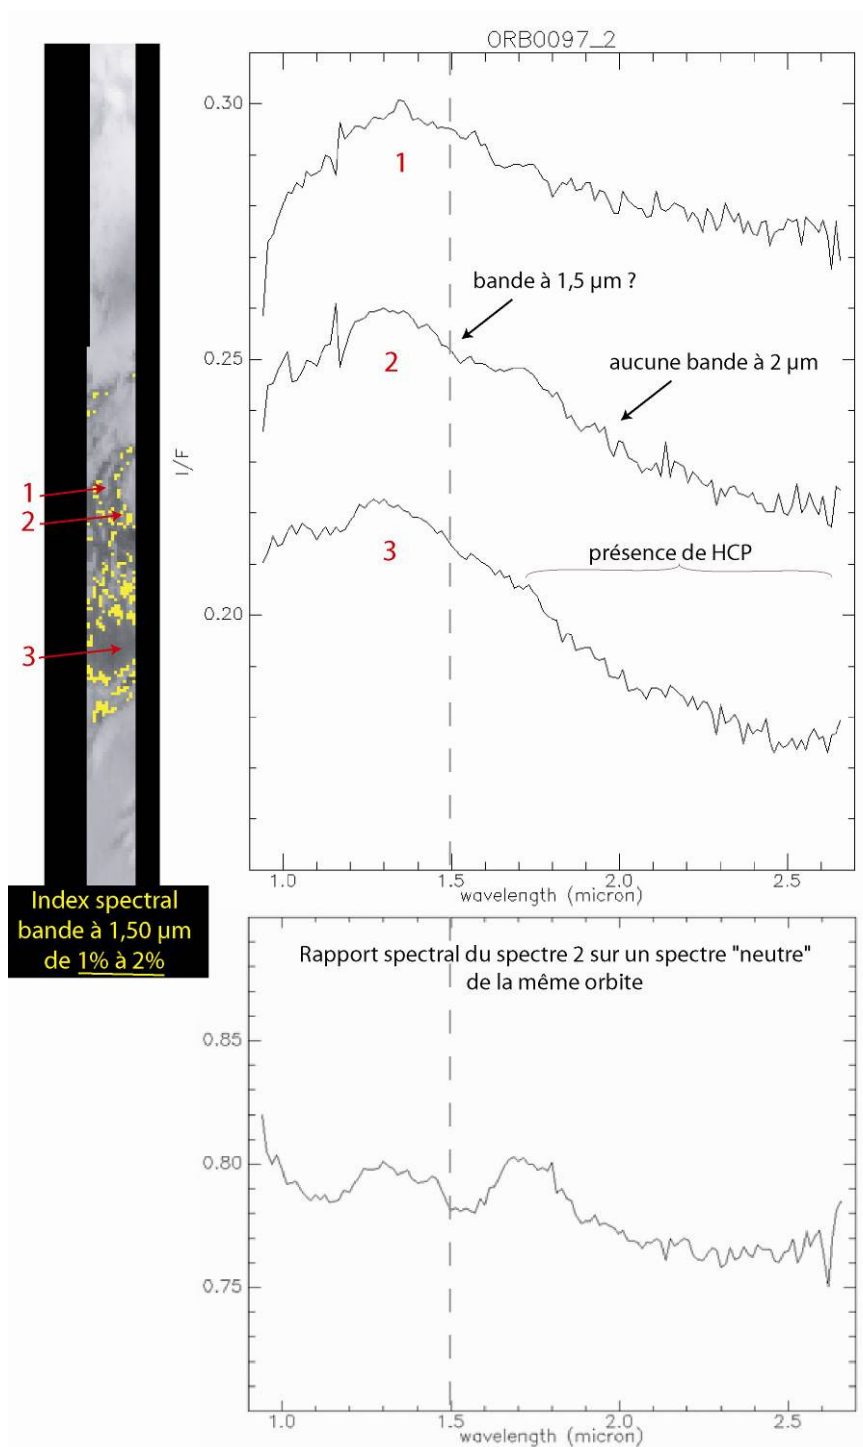 ORB0097_2
0.30
1
bande à 1,5 µm ?
0.25
2
aucune bande à 2 µm
I/F
1
2
3
présence de HCP
0.20
3
1.0 1.5 2.0 2.5
wavelength (micron)
Index spectral
bande à 1,50 µm
de 1% à 2%
Rapport spectral du spectre 2 sur un spectre "neutre"
de la même orbite
0.85
0.80
0.75
1.0 1.5 2.0 2.5
wavelength (micron)